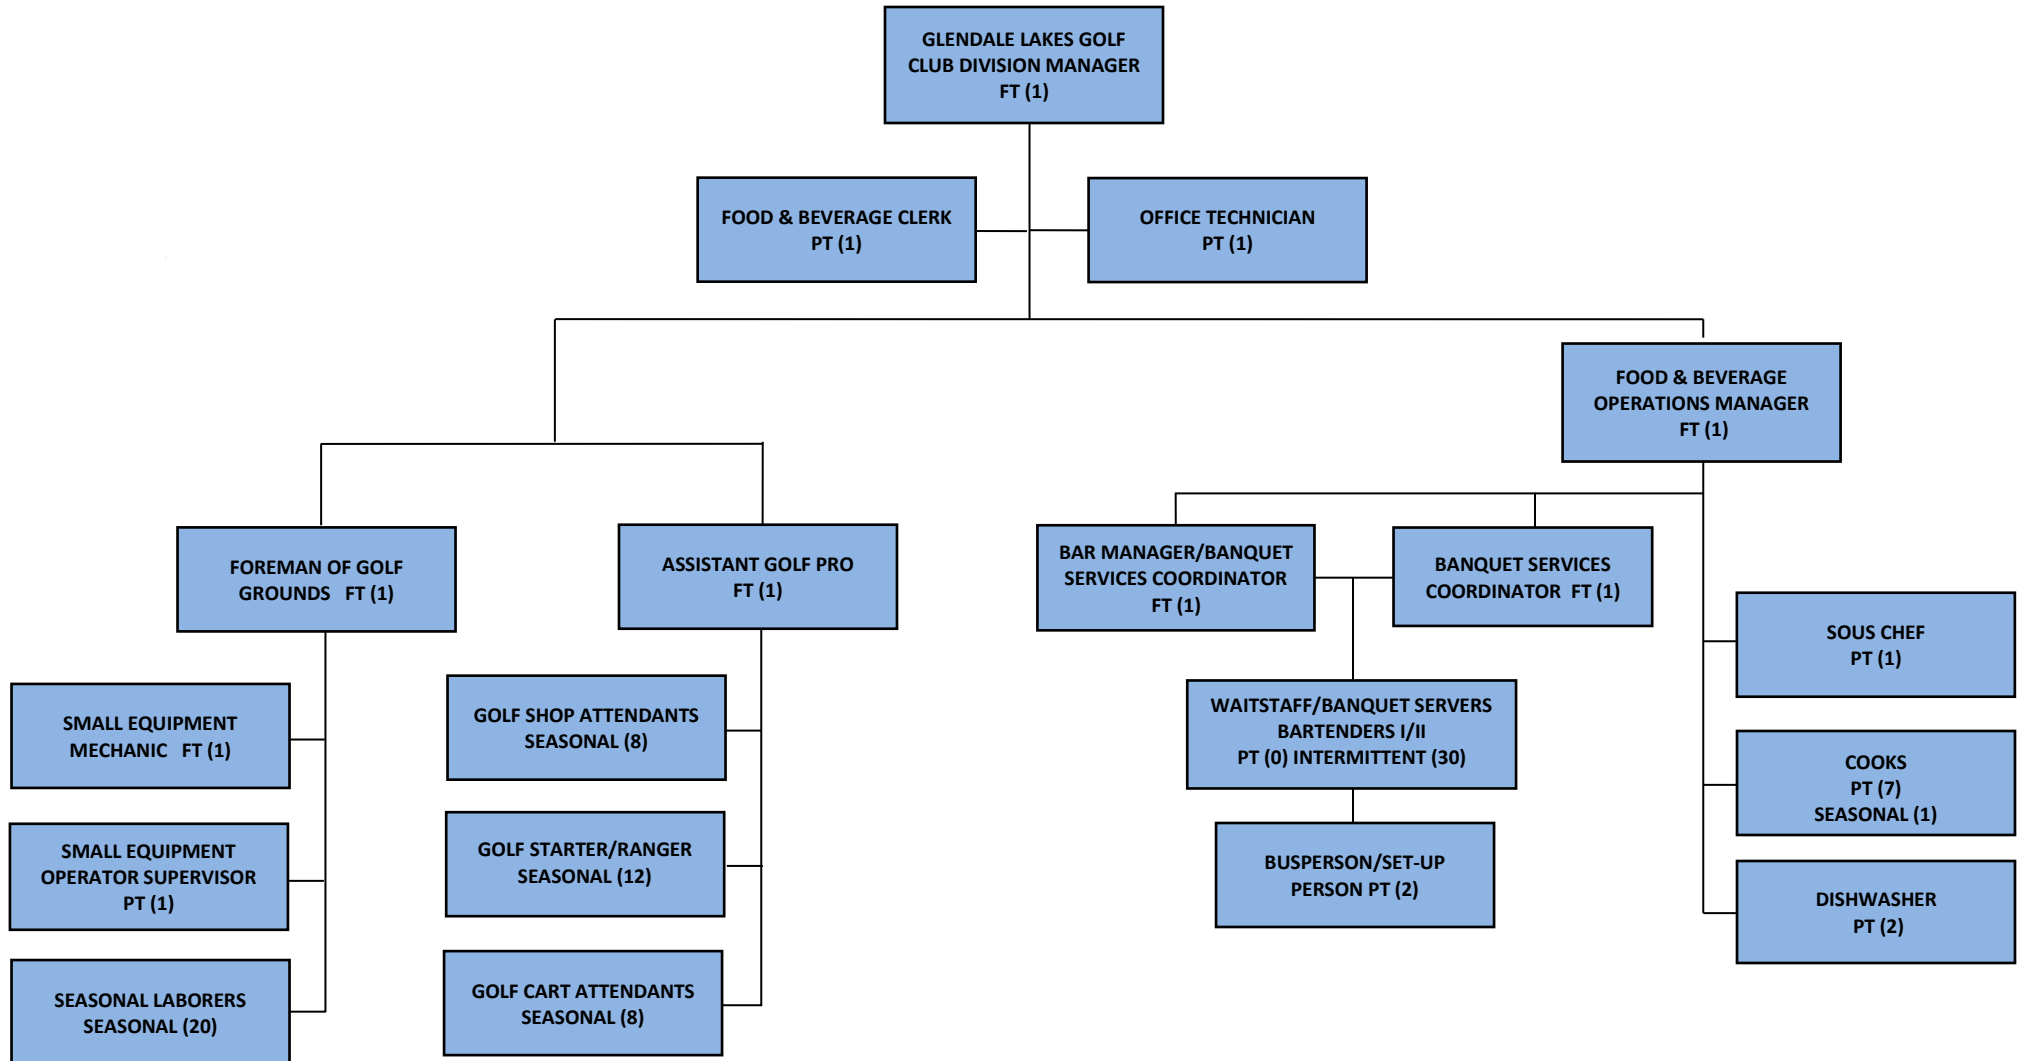 GLENDALE LAKES GOLF
CLUB DIVISION MANAGER
FT (1)
FOOD & BEVERAGE CLERK
PT (1)
OFFICE TECHNICIAN
PT (1)
FOOD & BEVERAGE
OPERATIONS MANAGER
FT (1)
FOREMAN OF GOLF
GROUNDS FT (1)
ASSISTANT GOLF PRO
FT (1)
BAR MANAGER/BANQUET
SERVICES COORDINATOR
FT (1)
BANQUET SERVICES
COORDINATOR FT (1)
SMALL EQUIPMENT
MECHANIC FT (1)
SMALL EQUIPMENT
OPERATOR SUPERVISOR
PT (1)
SEASONAL LABORERS
SEASONAL (20)
GOLF SHOP ATTENDANTS
SEASONAL (8)
GOLF STARTER/RANGER
SEASONAL (12)
GOLF CART ATTENDANTS
SEASONAL (8)
WAITSTAFF/BANQUET SERVERS
BARTENDERS I/II
PT (0) INTERMITTENT (30)
BUSPERSON/SET-UP
PERSON PT (2)
SOUS CHEF
PT (1)
COOKS
PT (7)
SEASONAL (1)
DISHWASHER
PT (2)